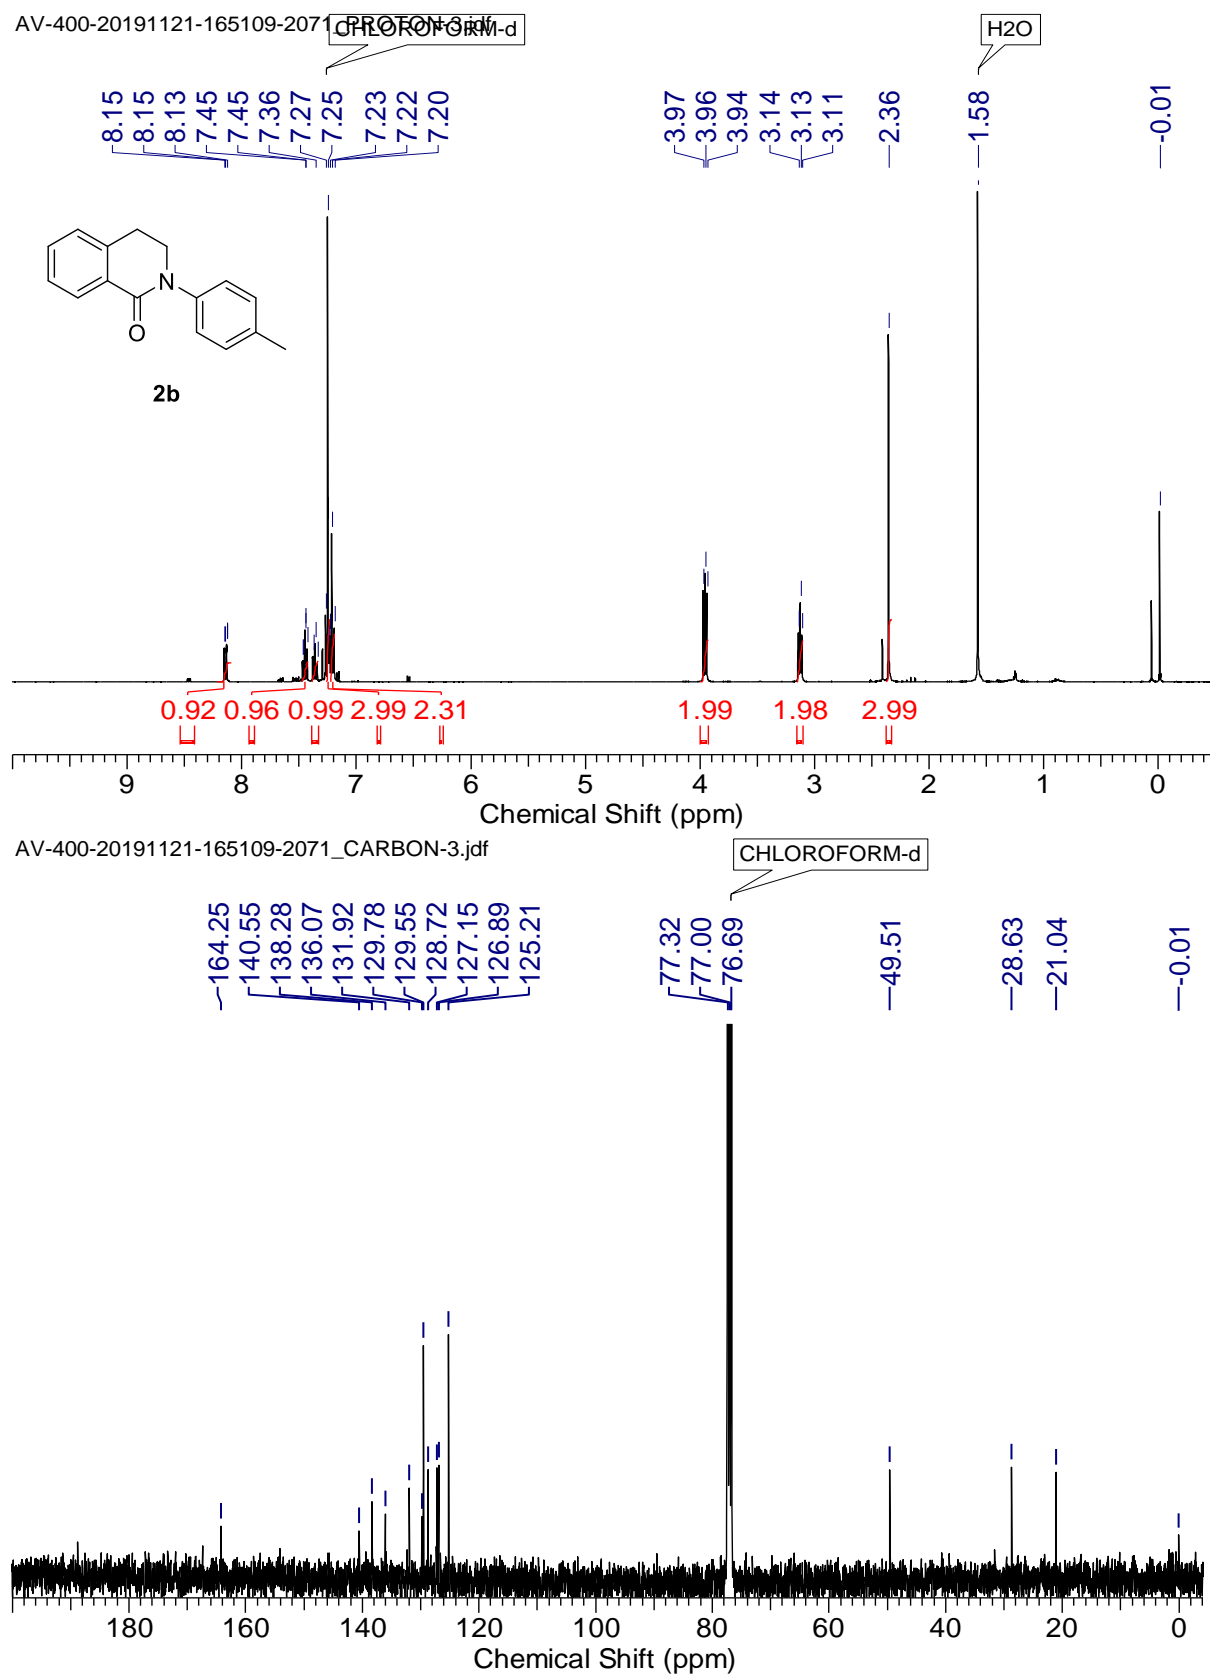 AV-400-20191121-165109-2071_PROTON-3.jdf
CHLOROFORM-d
H2O
8.15 8.15 8.13 7.45 7.45 7.36 7.27 7.25 7.23 7.22 7.20 3.97 3.96 3.94 3.14 3.13 3.11 2.36 1.58 -0.01
N
O
2b
0.92 0.96 0.99 2.99 2.31 1.99 1.98 2.99
9 8 7 6 5 4 3 2 1 0
Chemical Shift (ppm)
AV-400-20191121-165109-2071_CARBON-3.jdf
CHLOROFORM-d
164.25 140.55 138.28 136.07 131.92 129.78 129.55 128.72 127.15 126.89 125.21 77.32 77.00 76.69 49.51 28.63 21.04 -0.01
180 160 140 120 100 80 60 40 20 0
Chemical Shift (ppm)